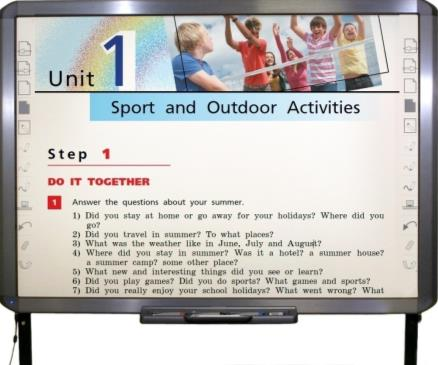 Unit 1
Sport and Outdoor Activities
Step 1
DO IT TOGETHER
1 Answer the questions about your summer.
1) Did you stay at home or go away for your holidays? Where did you
go?
2) Did you travel in summer? To what places?
3) What was the weather like in June, July and August?
4) Where did you stay in summer? Was it a hotel? a summer house?
a summer camp? some other place?
5) What new and interesting things did you see or learn?
6) Did you play games? Did you do sports? What games and sports?
7) Did you really enjoy your school holidays? What went wrong? What